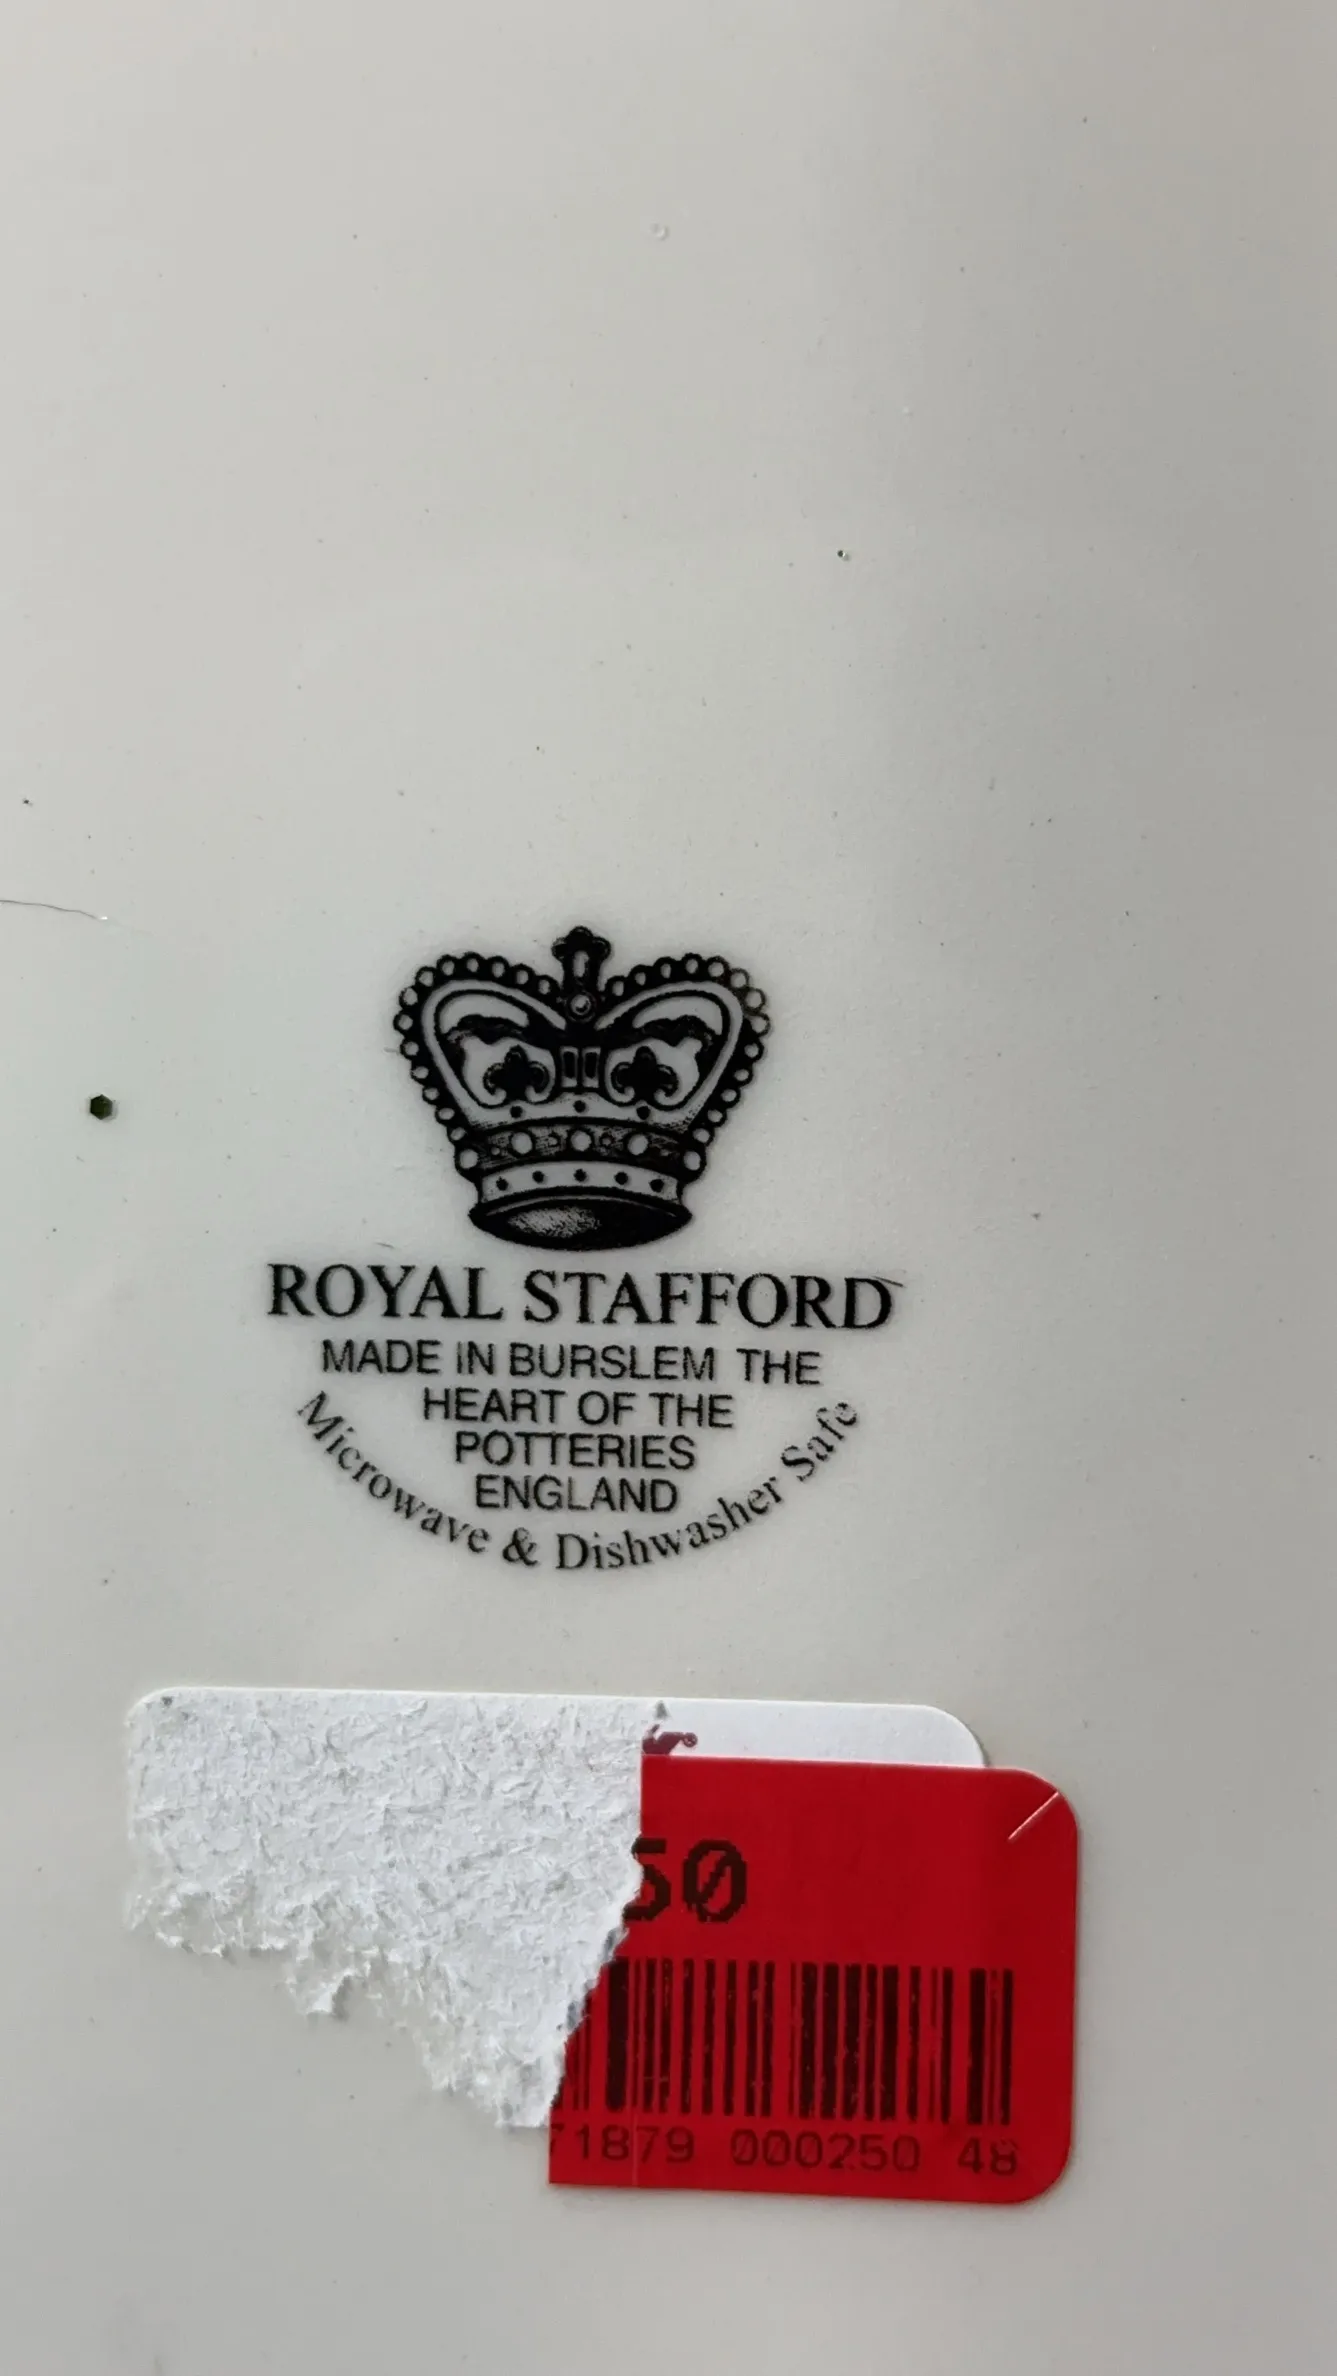 ROYAL STAFFORD
MADE IN BURSLEM THE
HEART OF THE
POTTERIES
ENGLAND
Microwave & Dishwasher Safe
50
71879 000250 48